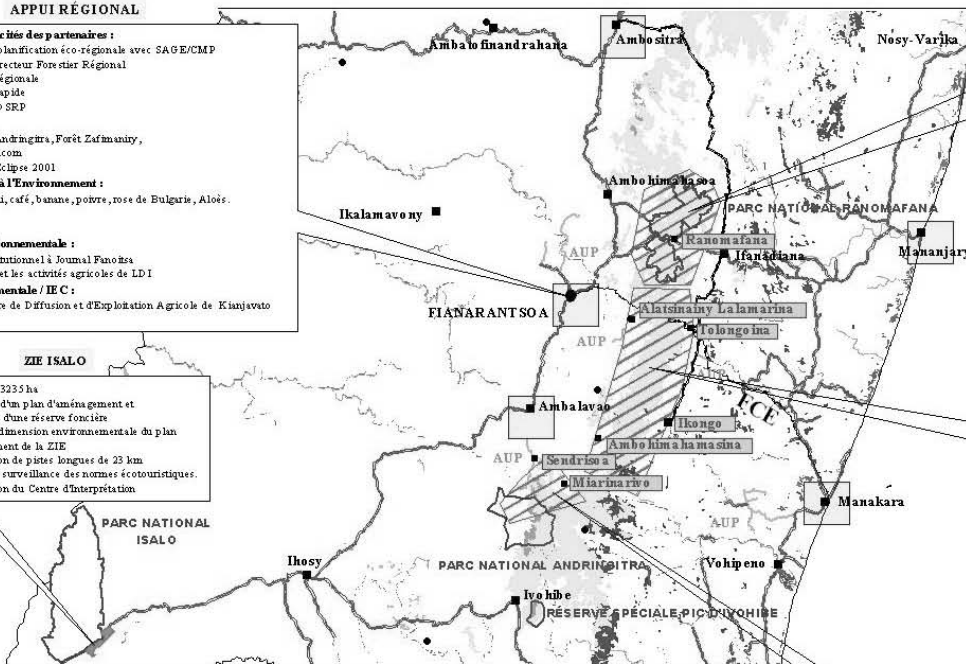 APPUI RÉGIONAL
cités des partenaires :
planification éco-régionale avec SAGE/CMP
recteur Forestier Régional
égionale
apide
SRP
Andringitra, Forêt Zafimaniry,
.com
Eclipse 2001
à l'Environnement :
i, café, banane, poivre, rose de Bulgarie, Aloès.
onnementale :
tutionnel à Journal Fanoitsa
et les activités agricoles de LDI
mentale / IEC :
re de Diffusion et d'Exploitation Agricole de Kianjavato
ZIE ISALO
3235 ha
d'un plan d'aménagement et
d'une réserve foncière
dimension environnementale du plan
ment de la ZIE
on de pistes longues de 23 km
surveillance des normes écotouristiques.
on du Centre d'Interprétation
Ambatofinandrahana
Ambositra
Nosy-Varika
Ambohimahasoa
Ikalamavony
PARC NATIONAL RANOMAFANA
Ranomafana
Mananjary
AUP
Ifanadiana
FIANARANTSOA
Alatsinainy Lalamarina
Tolongoina
AUP
AUP
FCE
Ambalavao
Ikongo
Ambohimahamasina
AUP
Sendrisoa
Miarinarivo
Manakara
PARC NATIONAL
ISALO
AUP
Ihosy
PARC NATIONAL ANDRINGITRA
Vohipeno
Ivohibe
RÉSERVE SPÉCIALE PIC D'IVOHIBE